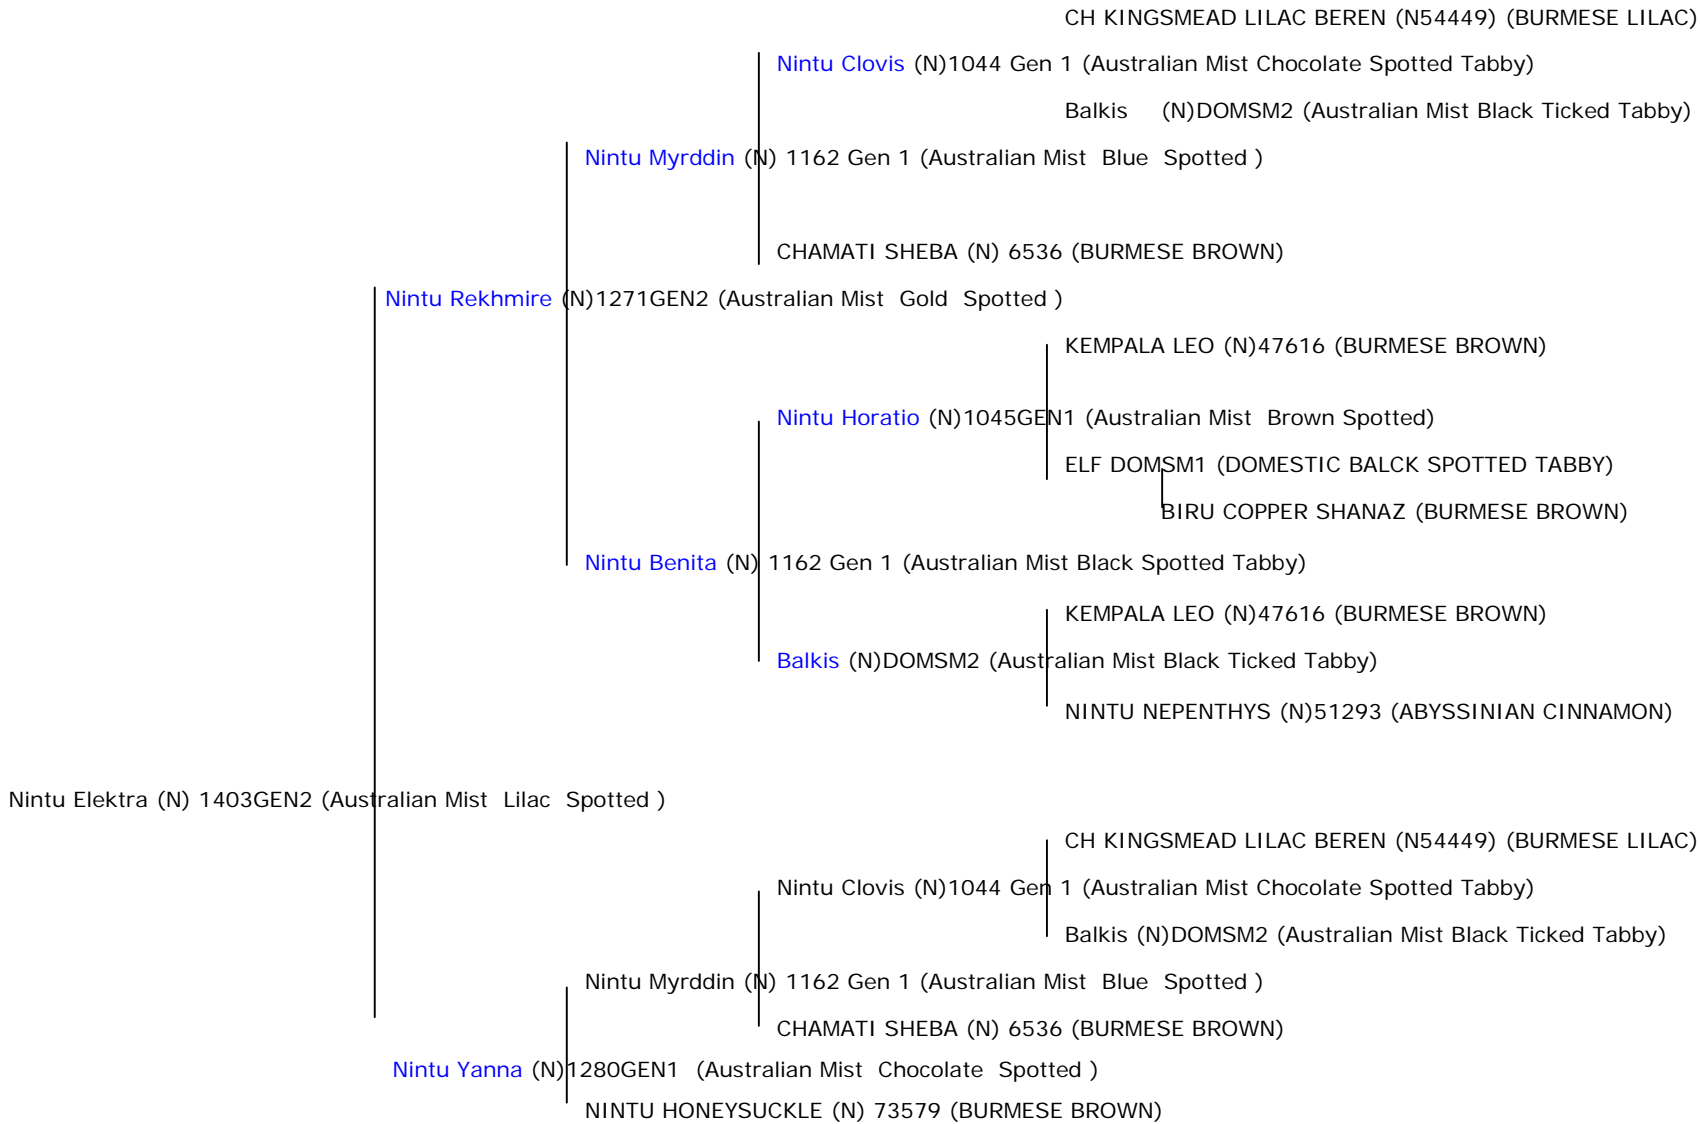 CH KINGSMEAD LILAC BEREN (N54449) (BURMESE LILAC)
Nintu Clovis (N)1044 Gen 1 (Australian Mist Chocolate Spotted Tabby)
Balkis (N)DOMSM2 (Australian Mist Black Ticked Tabby)
Nintu Myrddin (N) 1162 Gen 1 (Australian Mist Blue Spotted )
CHAMATI SHEBA (N) 6536 (BURMESE BROWN)
Nintu Rekhmire (N)1271GEN2 (Australian Mist Gold Spotted )
KEMPALA LEO (N)47616 (BURMESE BROWN)
Nintu Horatio (N)1045GEN1 (Australian Mist Brown Spotted)
ELF DOMSM1 (DOMESTIC BALCK SPOTTED TABBY)
BIRU COPPER SHANAZ (BURMESE BROWN)
Nintu Benita (N) 1162 Gen 1 (Australian Mist Black Spotted Tabby)
KEMPALA LEO (N)47616 (BURMESE BROWN)
Balkis (N)DOMSM2 (Australian Mist Black Ticked Tabby)
NINTU NEPENTHYS (N)51293 (ABYSSINIAN CINNAMON)
Nintu Elektra (N) 1403GEN2 (Australian Mist Lilac Spotted )
CH KINGSMEAD LILAC BEREN (N54449) (BURMESE LILAC)
Nintu Clovis (N)1044 Gen 1 (Australian Mist Chocolate Spotted Tabby)
Balkis (N)DOMSM2 (Australian Mist Black Ticked Tabby)
Nintu Myrddin (N) 1162 Gen 1 (Australian Mist Blue Spotted )
CHAMATI SHEBA (N) 6536 (BURMESE BROWN)
Nintu Yanna (N)1280GEN1 (Australian Mist Chocolate Spotted )
NINTU HONEYSUCKLE (N) 73579 (BURMESE BROWN)